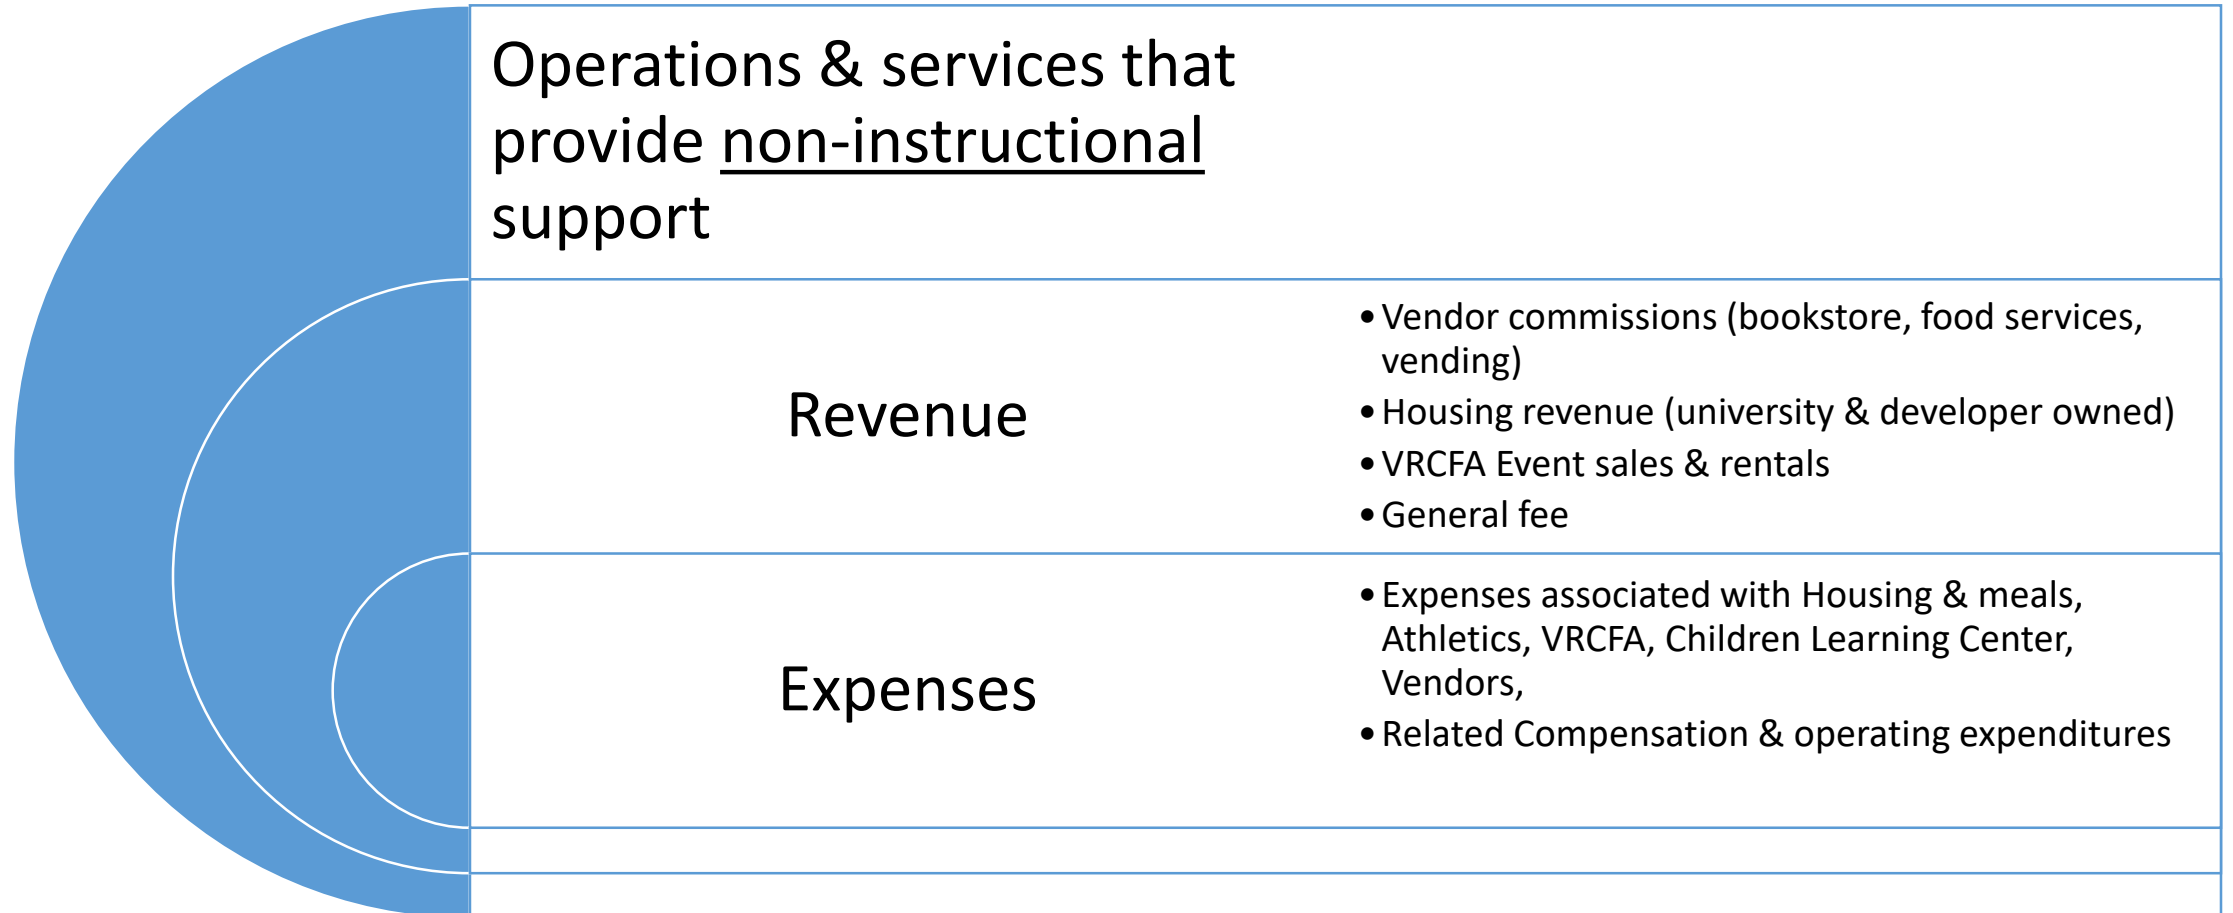 Operations & services that
provide non-instructional
support
Revenue
• Vendor commissions (bookstore, food services,
vending)
• Housing revenue (university & developer owned)
• VRCFA Event sales & rentals
• General fee
Expenses
• Expenses associated with Housing & meals,
Athletics, VRCFA, Children Learning Center,
Vendors,
• Related Compensation & operating expenditures